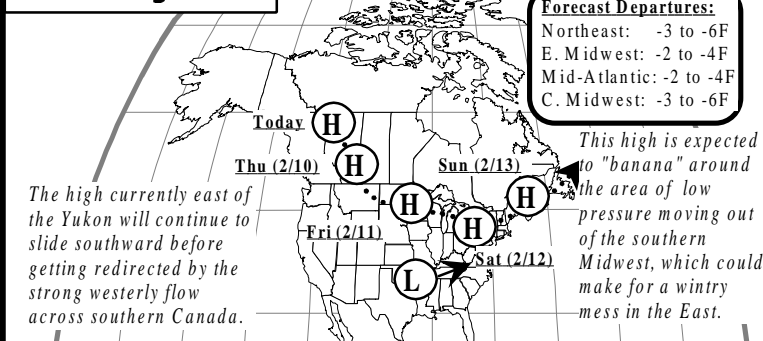 Forecast Departures:
Northeast: -3 to -6F
E. Midwest: -2 to -4F
Mid-Atlantic: -2 to -4F
C. Midwest: -3 to -6F
Today
H
Thu (2/10)
H
Fri (2/11)
H
Sat (2/12)
H
Sun (2/13)
H
L
The high currently east of
the Yukon will continue to
slide southward before
getting redirected by the
strong westerly flow
across southern Canada.
This high is expected
to "banana" around
the area of low
pressure moving out
of the southern
Midwest, which could
make for a wintry
mess in the East.